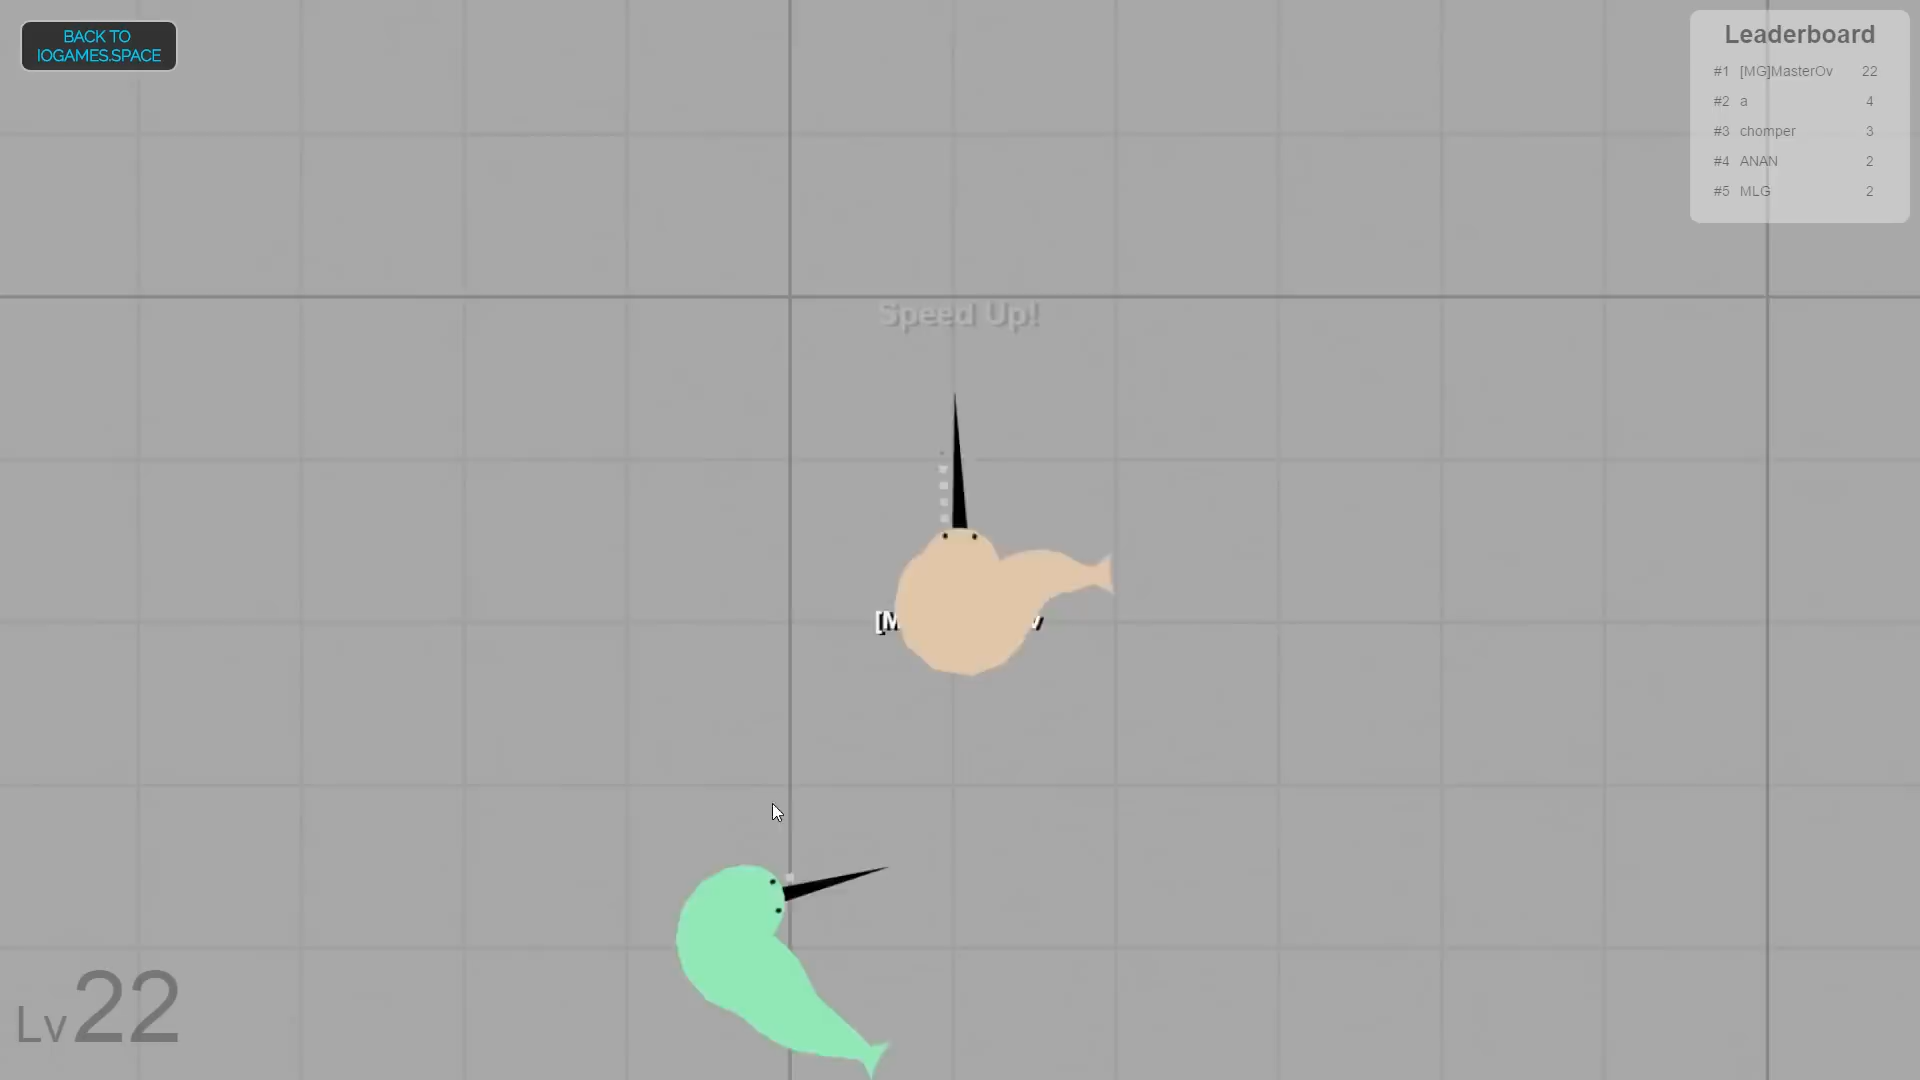 BACK TO
IOGAMES.SPACE
Leaderboard
#1 [MG]MasterOv 22
#2 a 4
#3 chomper 3
#4 ANAN 2
#5 MLG 2
Speed Up!
[M v
Lv22